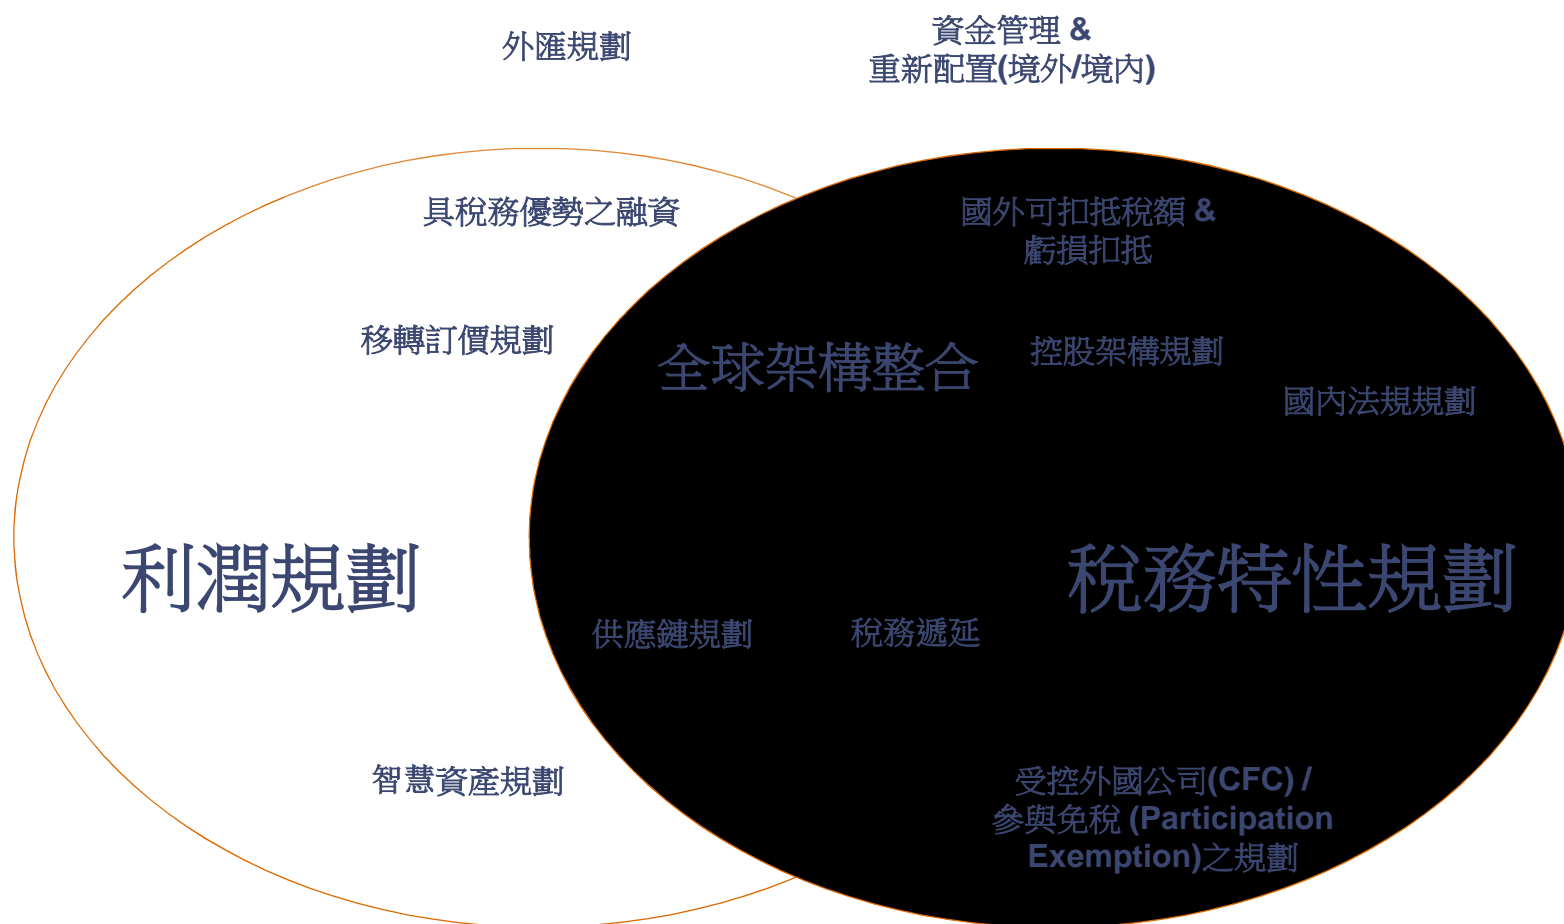 外匯規劃
資金管理 &
重新配置(境外/境內)
具稅務優勢之融資
國外可扣抵稅額 &
虧損扣抵
移轉訂價規劃
全球架構整合
控股架構規劃
國內法規規劃
利潤規劃
稅務特性規劃
供應鏈規劃
稅務遞延
智慧資產規劃
受控外國公司(CFC) /
參與免稅 (Participation
Exemption)之規劃